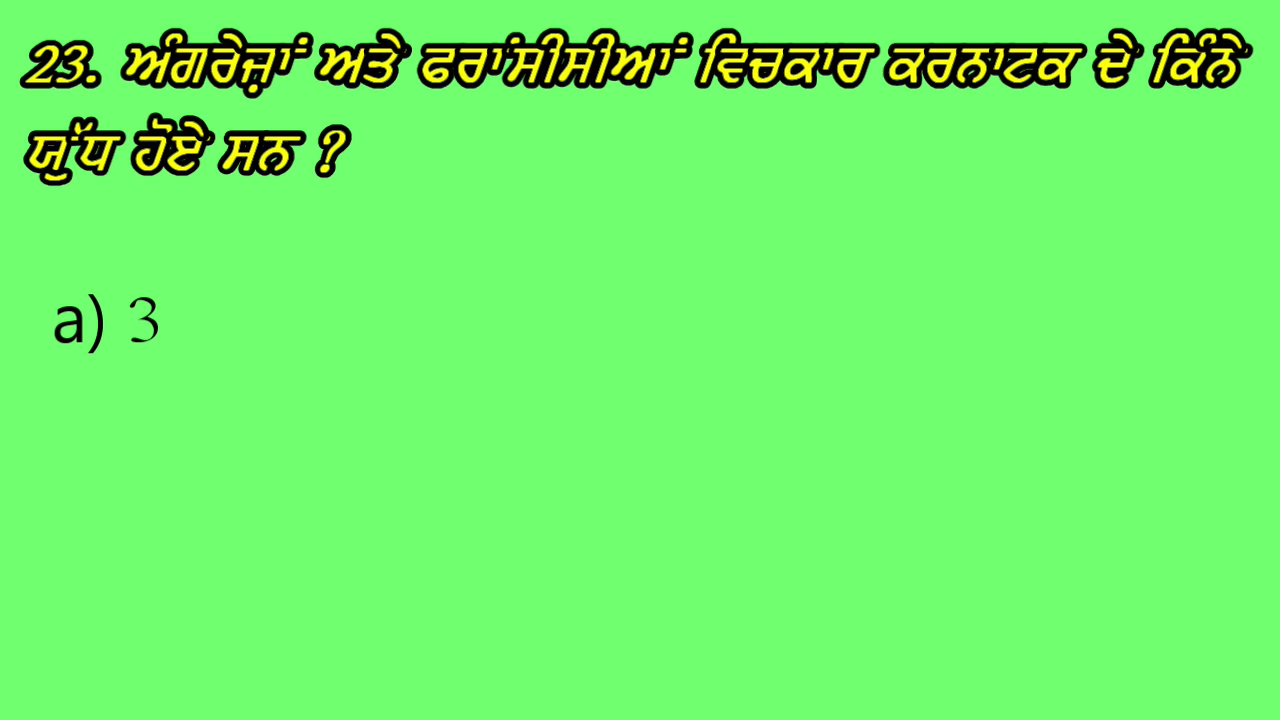 23. ਅੰਗਰੇਜ਼ਾਂ ਅਤੇ ਫਰਾਂਸੀਸੀਆਂ ਵਿਚਕਾਰ ਕਰਨਾਟਕ ਦੇ ਕਿੰਨੇ
ਯੁੱਧ ਹੋਏ ਸਨ ?
a) 3